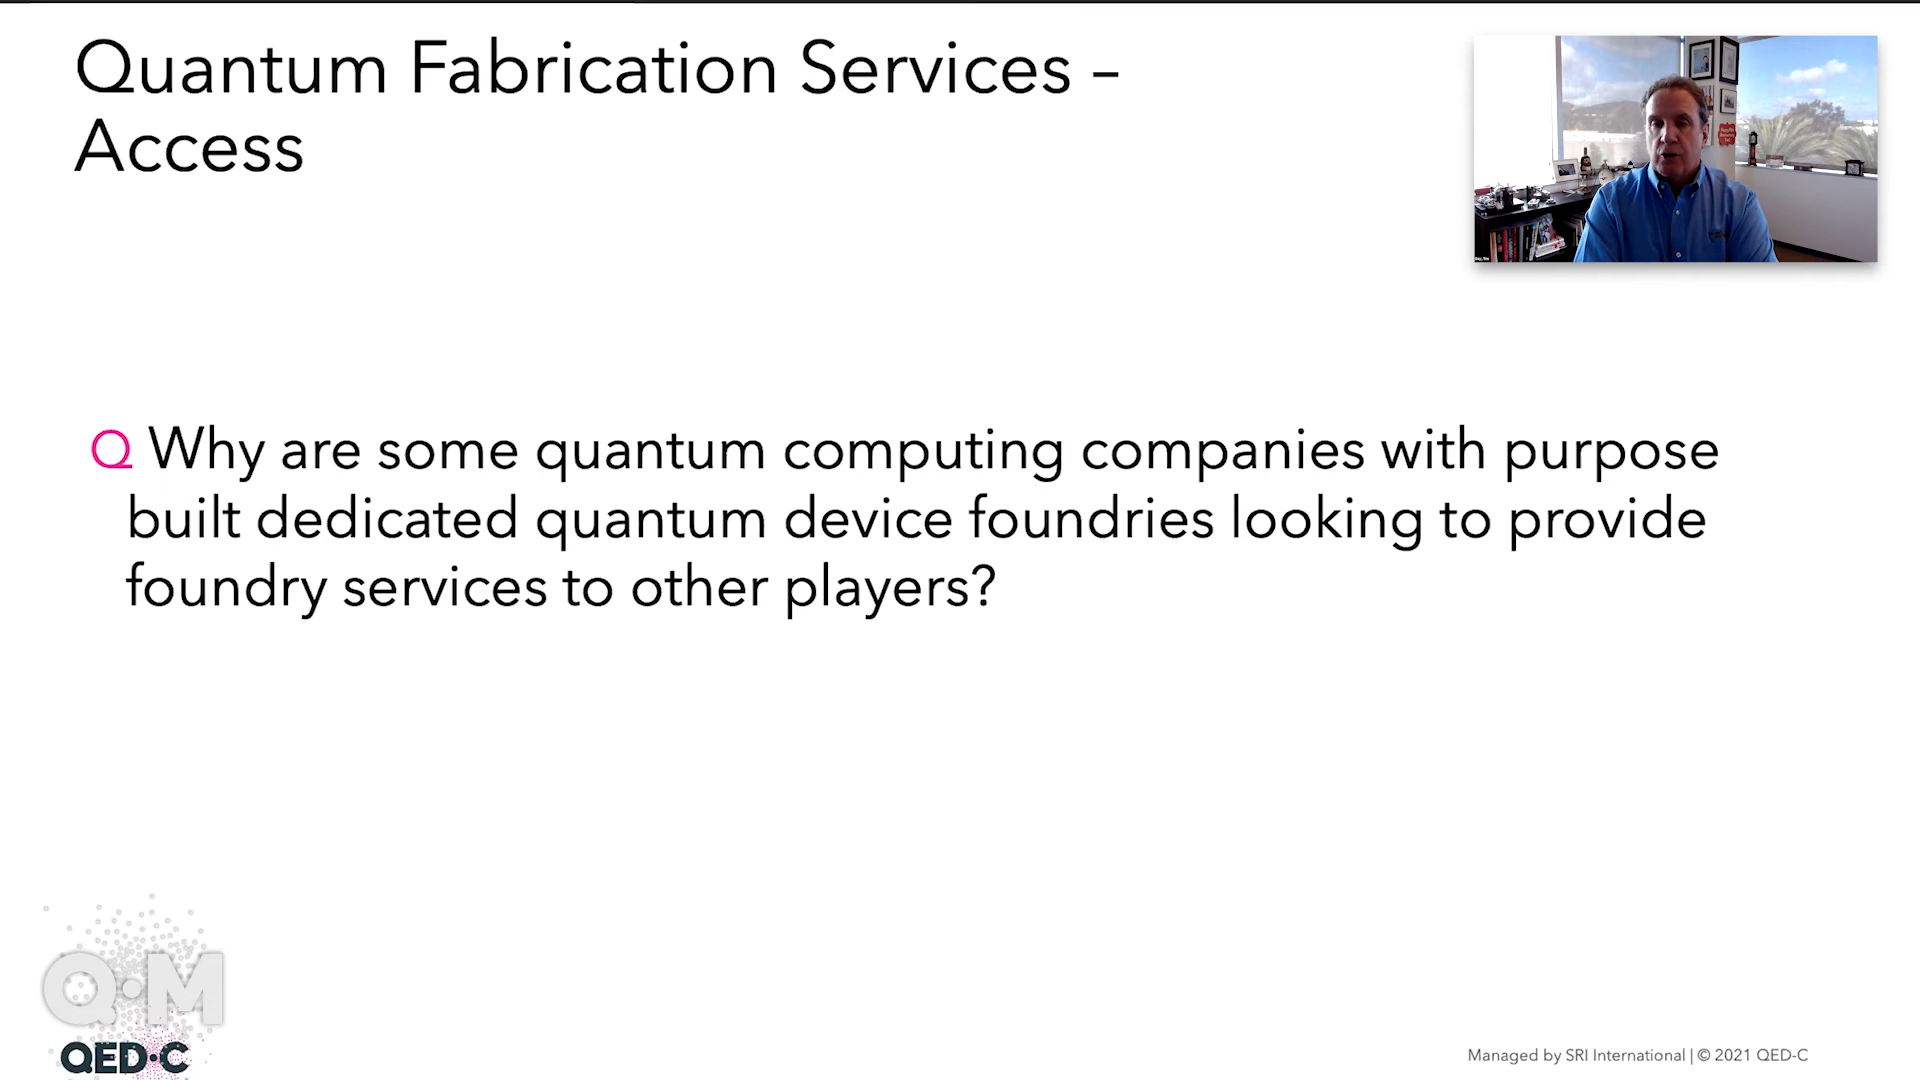 Quantum Fabrication Services –
Access
Q Why are some quantum computing companies with purpose
built dedicated quantum device foundries looking to provide
foundry services to other players?
Q·M
QED·C
Managed by SRI International | © 2021 QED-C